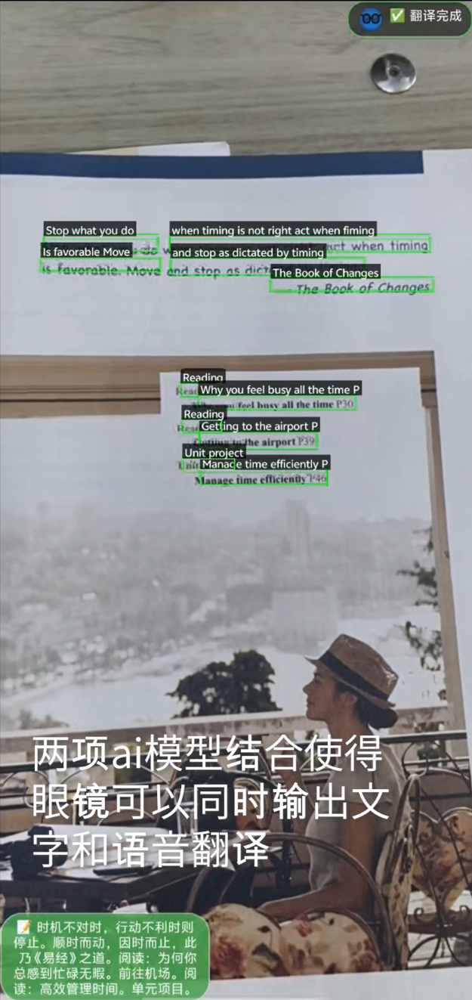 ✅ 翻译完成
Stop what you do
when timing is not right act when fiming
Is favorable Move
and stop as dictated by timing
act when timing
is favorable. Move and stop as
The Book of Changes
- The Book of Changes
Reading
Why you feel busy all the time P
feel busy all the time P30
Reading
Getting to the airport P
Getting to the airport P39
Unit project
Manage time efficiently P
Manage time efficiently P46
两项ai模型结合使得
眼镜可以同时输出文
字和语音翻译
📝 时机不对时，行动不利时则
停止。顺时而动，因时而止，此
乃《易经》之道。阅读：为何你
总感到忙碌无暇。前往机场。阅
读：高效管理时间。单元项目。